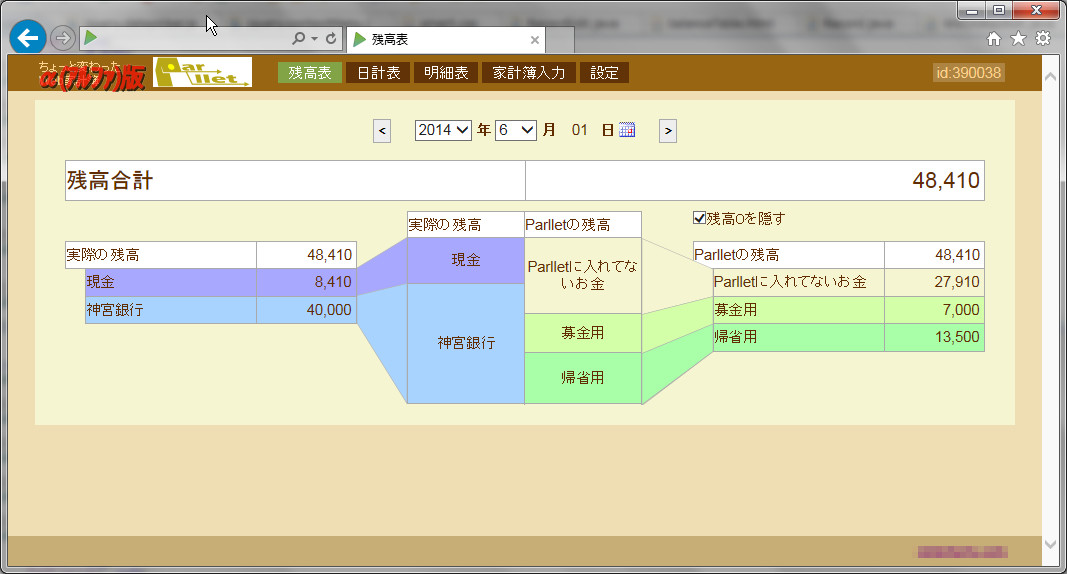 残高表
ちょっと変わった
α(ｱﾙﾌｧ)版
Parllet
残高表 日計表 明細表 家計簿入力 設定
id:390038
< 2014 年 6 月 01 日 >
残高合計 48,410
実際の残高 Parlletの残高
残高0を隠す
実際の残高 48,410
現金 8,410
神宮銀行 40,000
現金
神宮銀行
Parlletに入れてな
いお金
募金用
帰省用
Parlletの残高 48,410
Parlletに入れてないお金 27,910
募金用 7,000
帰省用 13,500